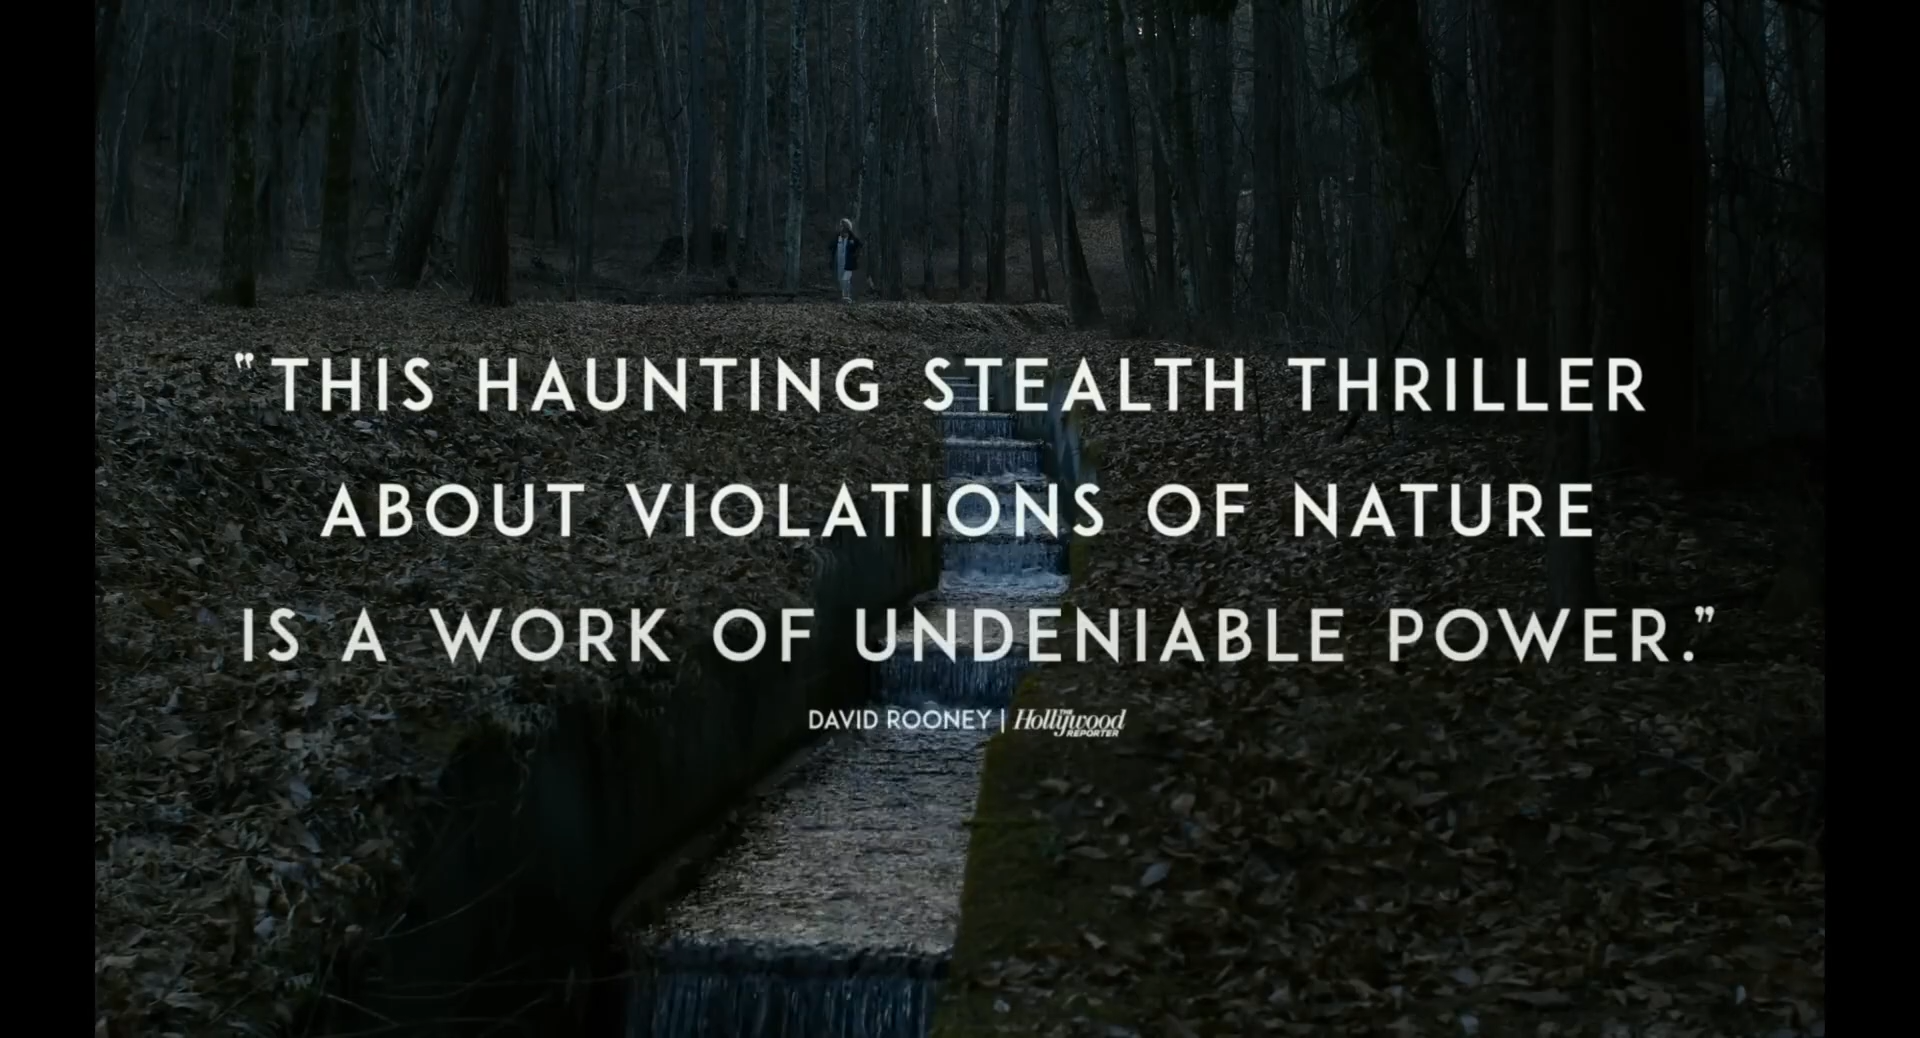 "THIS HAUNTING STEALTH THRILLER
ABOUT VIOLATIONS OF NATURE
IS A WORK OF UNDENIABLE POWER."
DAVID ROONEY | THE Hollywood REPORTER